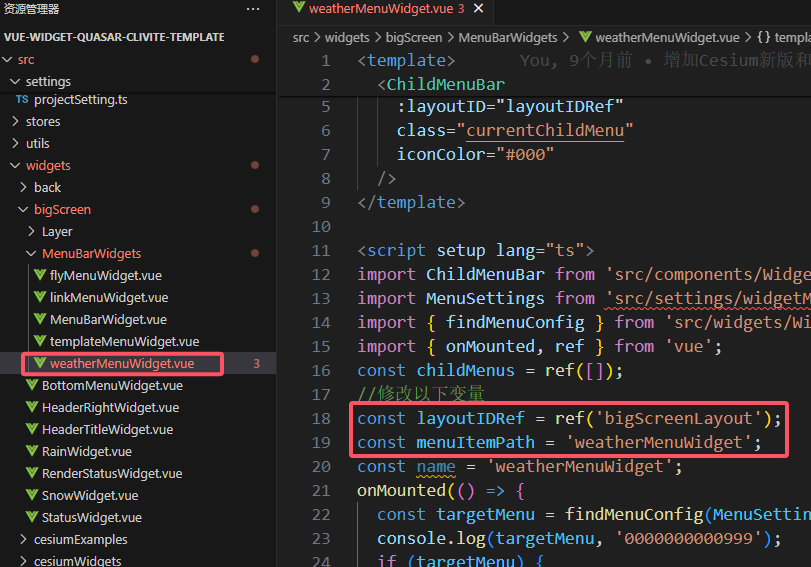 资源管理器
···
VUE-WIDGET-QUASAR-CLIVITE-TEMPLATE
src
settings
TS projectSetting.ts
stores
utils
widgets
back
bigScreen
Layer
MenuBarWidgets
flyMenuWidget.vue
linkMenuWidget.vue
MenuBarWidget.vue
templateMenuWidget.vue
weatherMenuWidget.vue 3
BottomMenuWidget.vue
HeaderRightWidget.vue
HeaderTitleWidget.vue
RainWidget.vue
RenderStatusWidget.vue
SnowWidget.vue
StatusWidget.vue
cesiumExamples
cesiumWidgets
weatherMenuWidget.vue 3 ×
src > widgets > bigScreen > MenuBarWidgets > weatherMenuWidget.vue > {} templa
1 <template> You, 9个月前 • 增加Cesium新版和
2 <ChildMenuBar
5 :layoutID="layoutIDRef"
6 class="currentChildMenu"
7 iconColor="#000"
8 />
9 </template>
10
11 <script setup lang="ts">
12 import ChildMenuBar from 'src/components/Widge
13 import MenuSettings from 'src/settings/widgetM
14 import { findMenuConfig } from 'src/widgets/Wi
15 import { onMounted, ref } from 'vue';
16 const childMenus = ref([]);
17 //修改以下变量
18 const layoutIDRef = ref('bigScreenLayout');
19 const menuItemPath = 'weatherMenuWidget';
20 const name = 'weatherMenuWidget';
21 onMounted(() => {
22 const targetMenu = findMenuConfig(MenuSettin
23 console.log(targetMenu, '0000000000999');
24 if (targetMenu) {